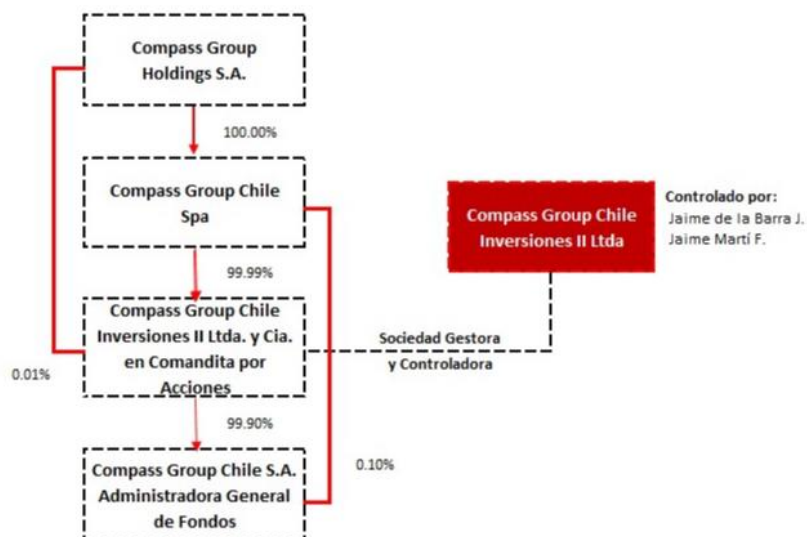 Compass Group
Holdings S.A.
100.00%
Compass Group Chile
Spa
Compass Group Chile
Inversiones II Ltda
Controlado por:
Jaime de la Barra J.
Jaime Martí F.
99.99%
Compass Group Chile
Inversiones II Ltda. y Cia.
en Comandita por
Acciones
Sociedad Gestora
y Controladora
0.01%
99.90%
0.10%
Compass Group Chile S.A.
Administradora General
de Fondos